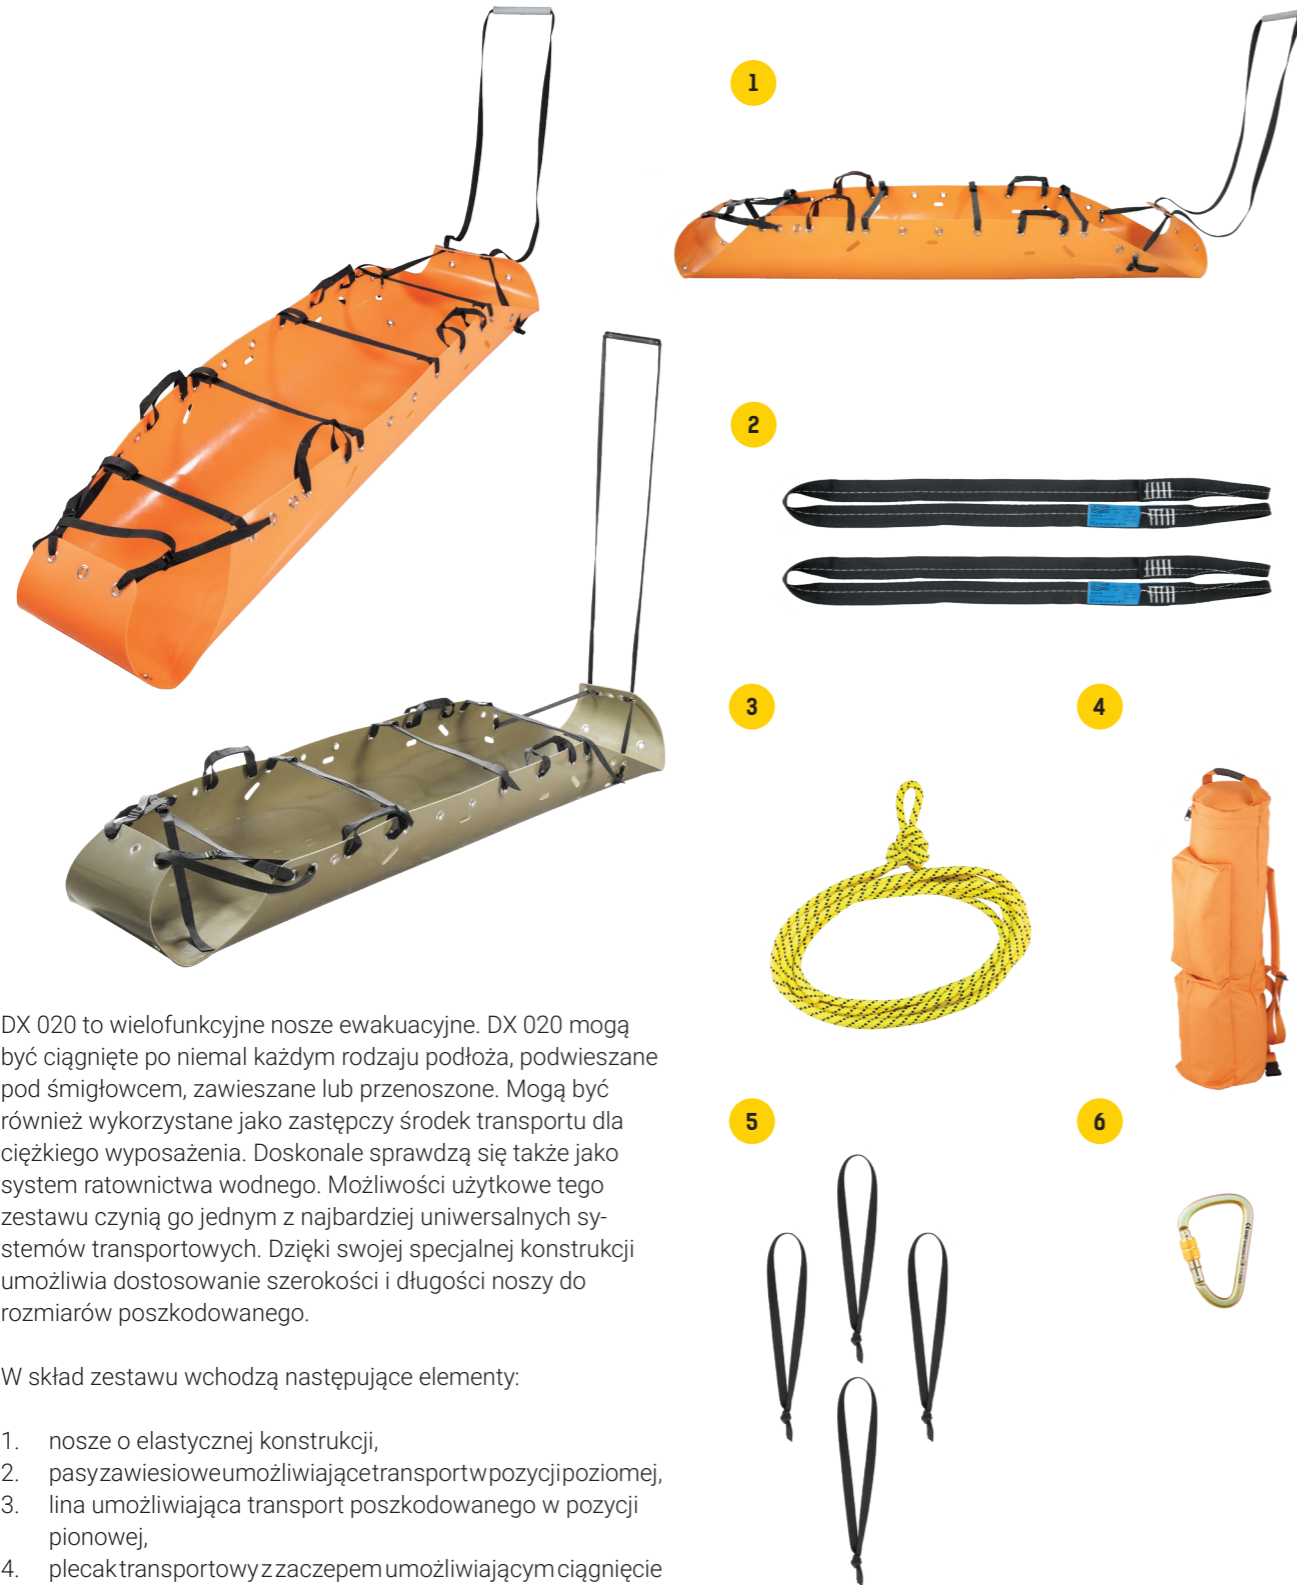 1
2
3
4
5
6
DX 020 to wielofunkcyjne nosze ewakuacyjne. DX 020 mogą
być ciągnięte po niemal każdym rodzaju podłoża, podwieszane
pod śmigłowcem, zawieszane lub przenoszone. Mogą być
również wykorzystane jako zastępczy środek transportu dla
ciężkiego wyposażenia. Doskonale sprawdzą się także jako
system ratownictwa wodnego. Możliwości użytkowe tego
zestawu czynią go jednym z najbardziej uniwersalnych sy-
stemów transportowych. Dzięki swojej specjalnej konstrukcji
umożliwia dostosowanie szerokości i długości noszy do
rozmiarów poszkodowanego.
W skład zestawu wchodzą następujące elementy:
1. nosze o elastycznej konstrukcji,
2. pasy zawiesiowe umożliwiające transport w pozycji poziomej,
3. lina umożliwiająca transport poszkodowanego w pozycji
pionowej,
4. plecak transportowy z zaczepem umożliwiającym ciągnięcie